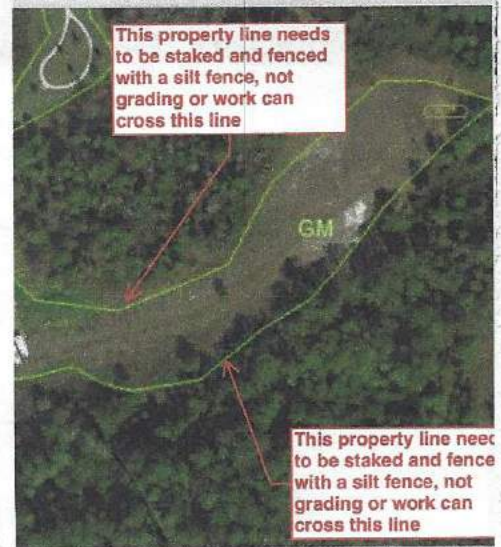 This property line needs
to be staked and fenced
with a silt fence, not
grading or work can
cross this line
GM
This property line neec
to be staked and fence
with a silt fence, not
grading or work can
cross this line